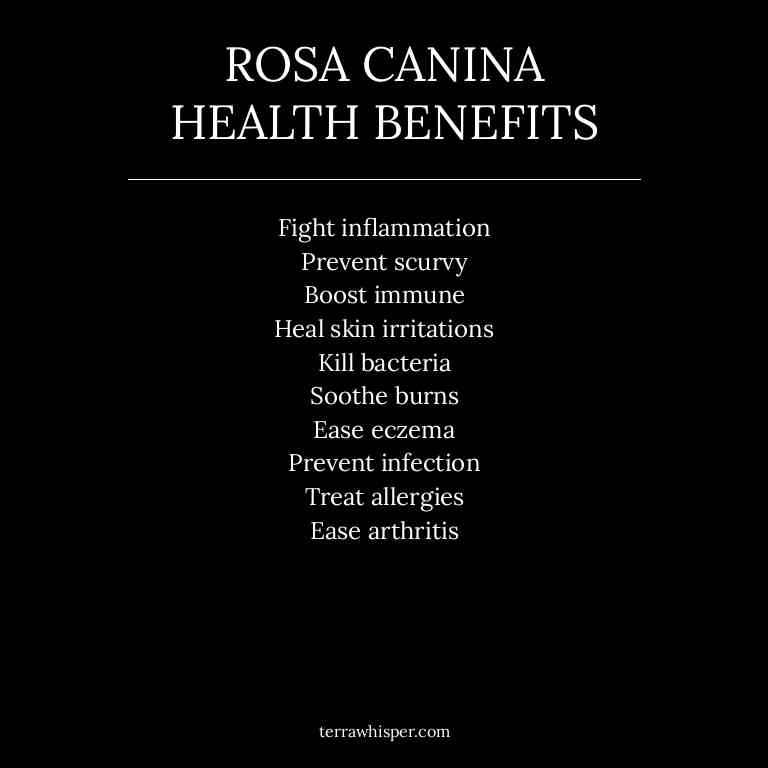 ROSA CANINA
HEALTH BENEFITS
Fight inflammation
Prevent scurvy
Boost immune
Heal skin irritations
Kill bacteria
Soothe burns
Ease eczema
Prevent infection
Treat allergies
Ease arthritis
terrawhisper.com